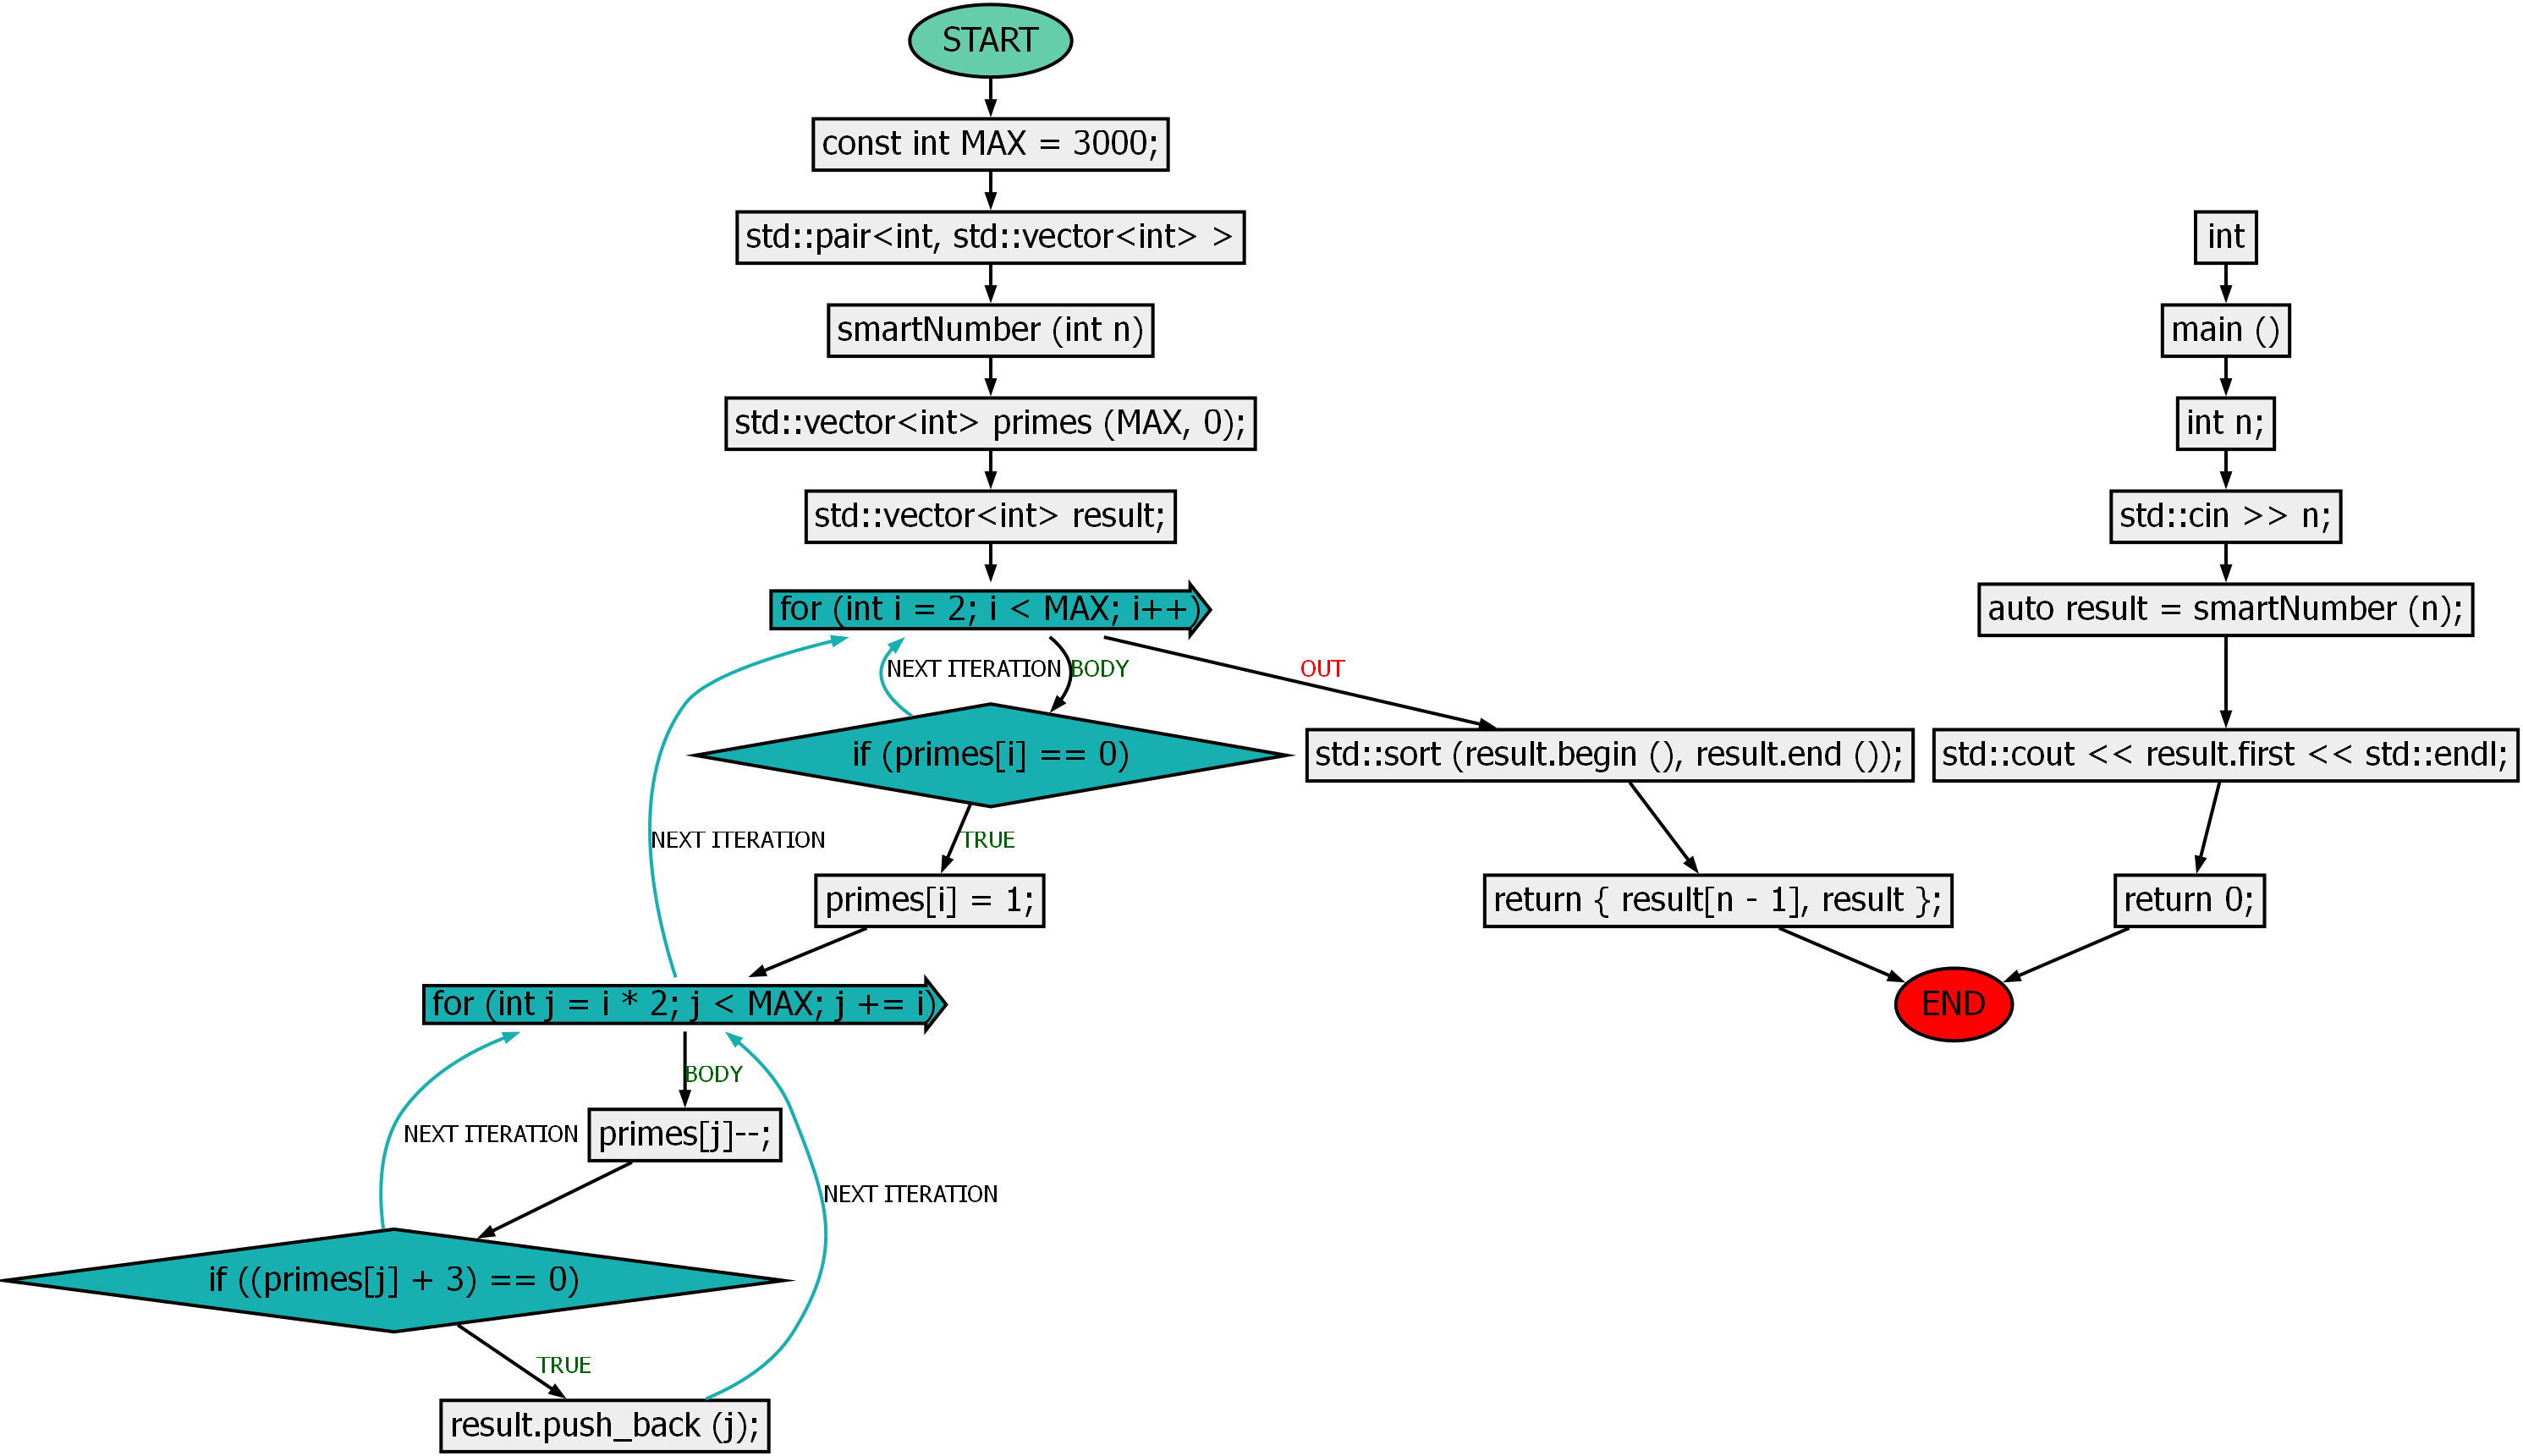 START
const int MAX = 3000;
std::pair<int, std::vector<int> >
smartNumber (int n)
std::vector<int> primes (MAX, 0);
std::vector<int> result;
for (int i = 2; i < MAX; i++)
NEXT ITERATION
BODY
OUT
if (primes[i] == 0)
NEXT ITERATION
TRUE
primes[i] = 1;
for (int j = i * 2; j < MAX; j += i)
BODY
NEXT ITERATION
primes[j]--;
NEXT ITERATION
if ((primes[j] + 3) == 0)
TRUE
result.push_back (j);
std::sort (result.begin (), result.end ());
return { result[n - 1], result };
int
main ()
int n;
std::cin >> n;
auto result = smartNumber (n);
std::cout << result.first << std::endl;
return 0;
END